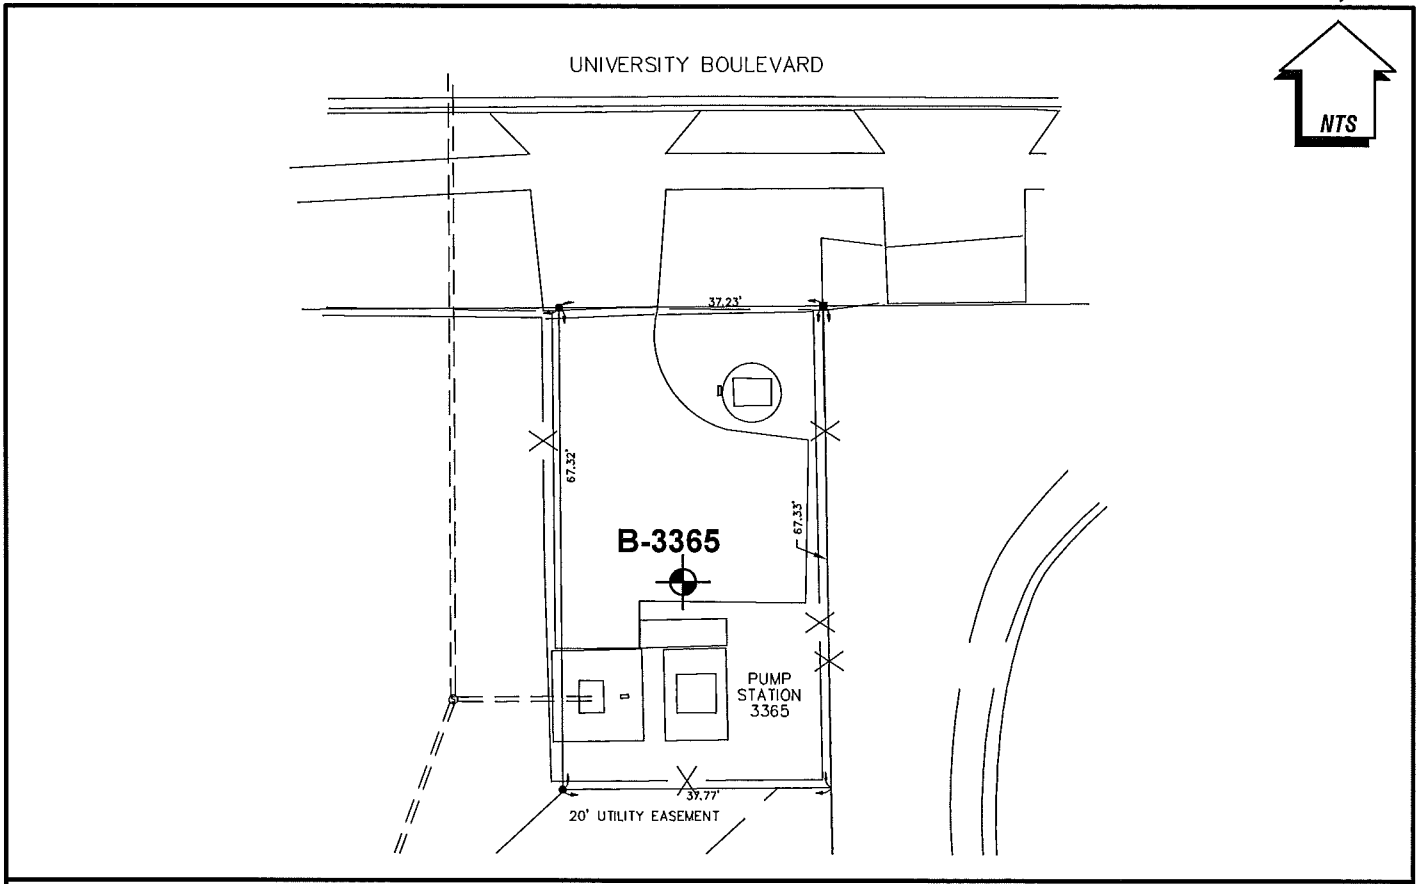 UNIVERSITY BOULEVARD
NTS
37.23'
67.32'
67.33'
B-3365
PUMP
STATION
3365
37.77'
20' UTILITY EASEMENT